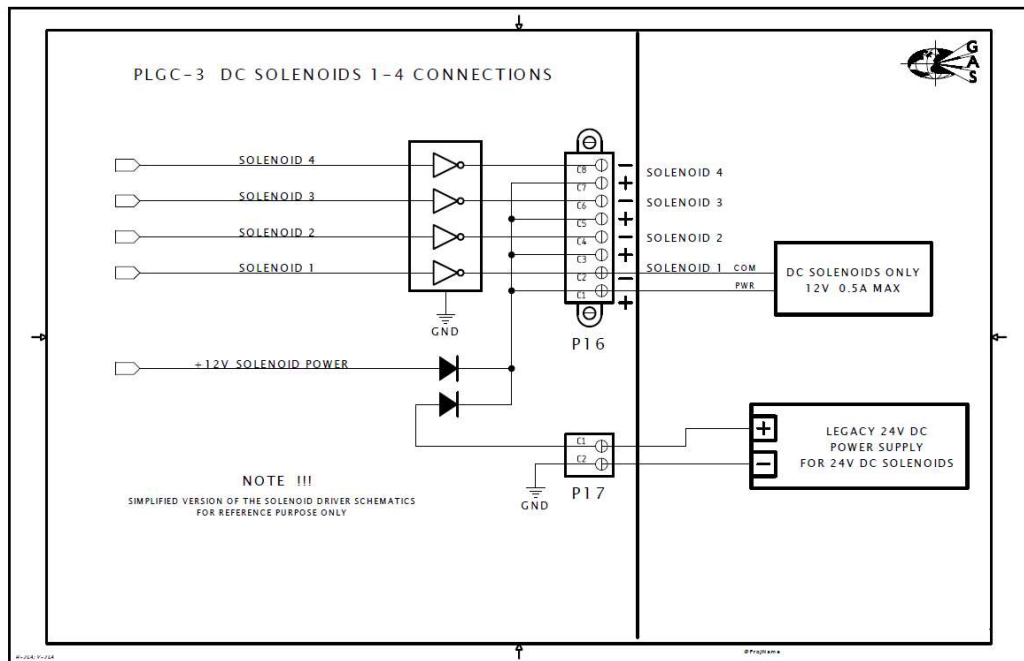 PLGC-3 DC SOLENOIDS 1-4 CONNECTIONS
G
A
S
SOLENOID 4
SOLENOID 3
SOLENOID 2
SOLENOID 1
GND
+12V SOLENOID POWER
C8
C7
C6
C5
C4
C3
C2
C1
P16
− SOLENOID 4
+
− SOLENOID 3
+
− SOLENOID 2
+
SOLENOID 1 COM
−
PWR
+
DC SOLENOIDS ONLY
12V 0.5A MAX
C1
C2
P17
GND
+
−
LEGACY 24V DC
POWER SUPPLY
FOR 24V DC SOLENOIDS
NOTE !!!
SIMPLIFIED VERSION OF THE SOLENOID DRIVER SCHEMATICS
FOR REFERENCE PURPOSE ONLY
@ProjName